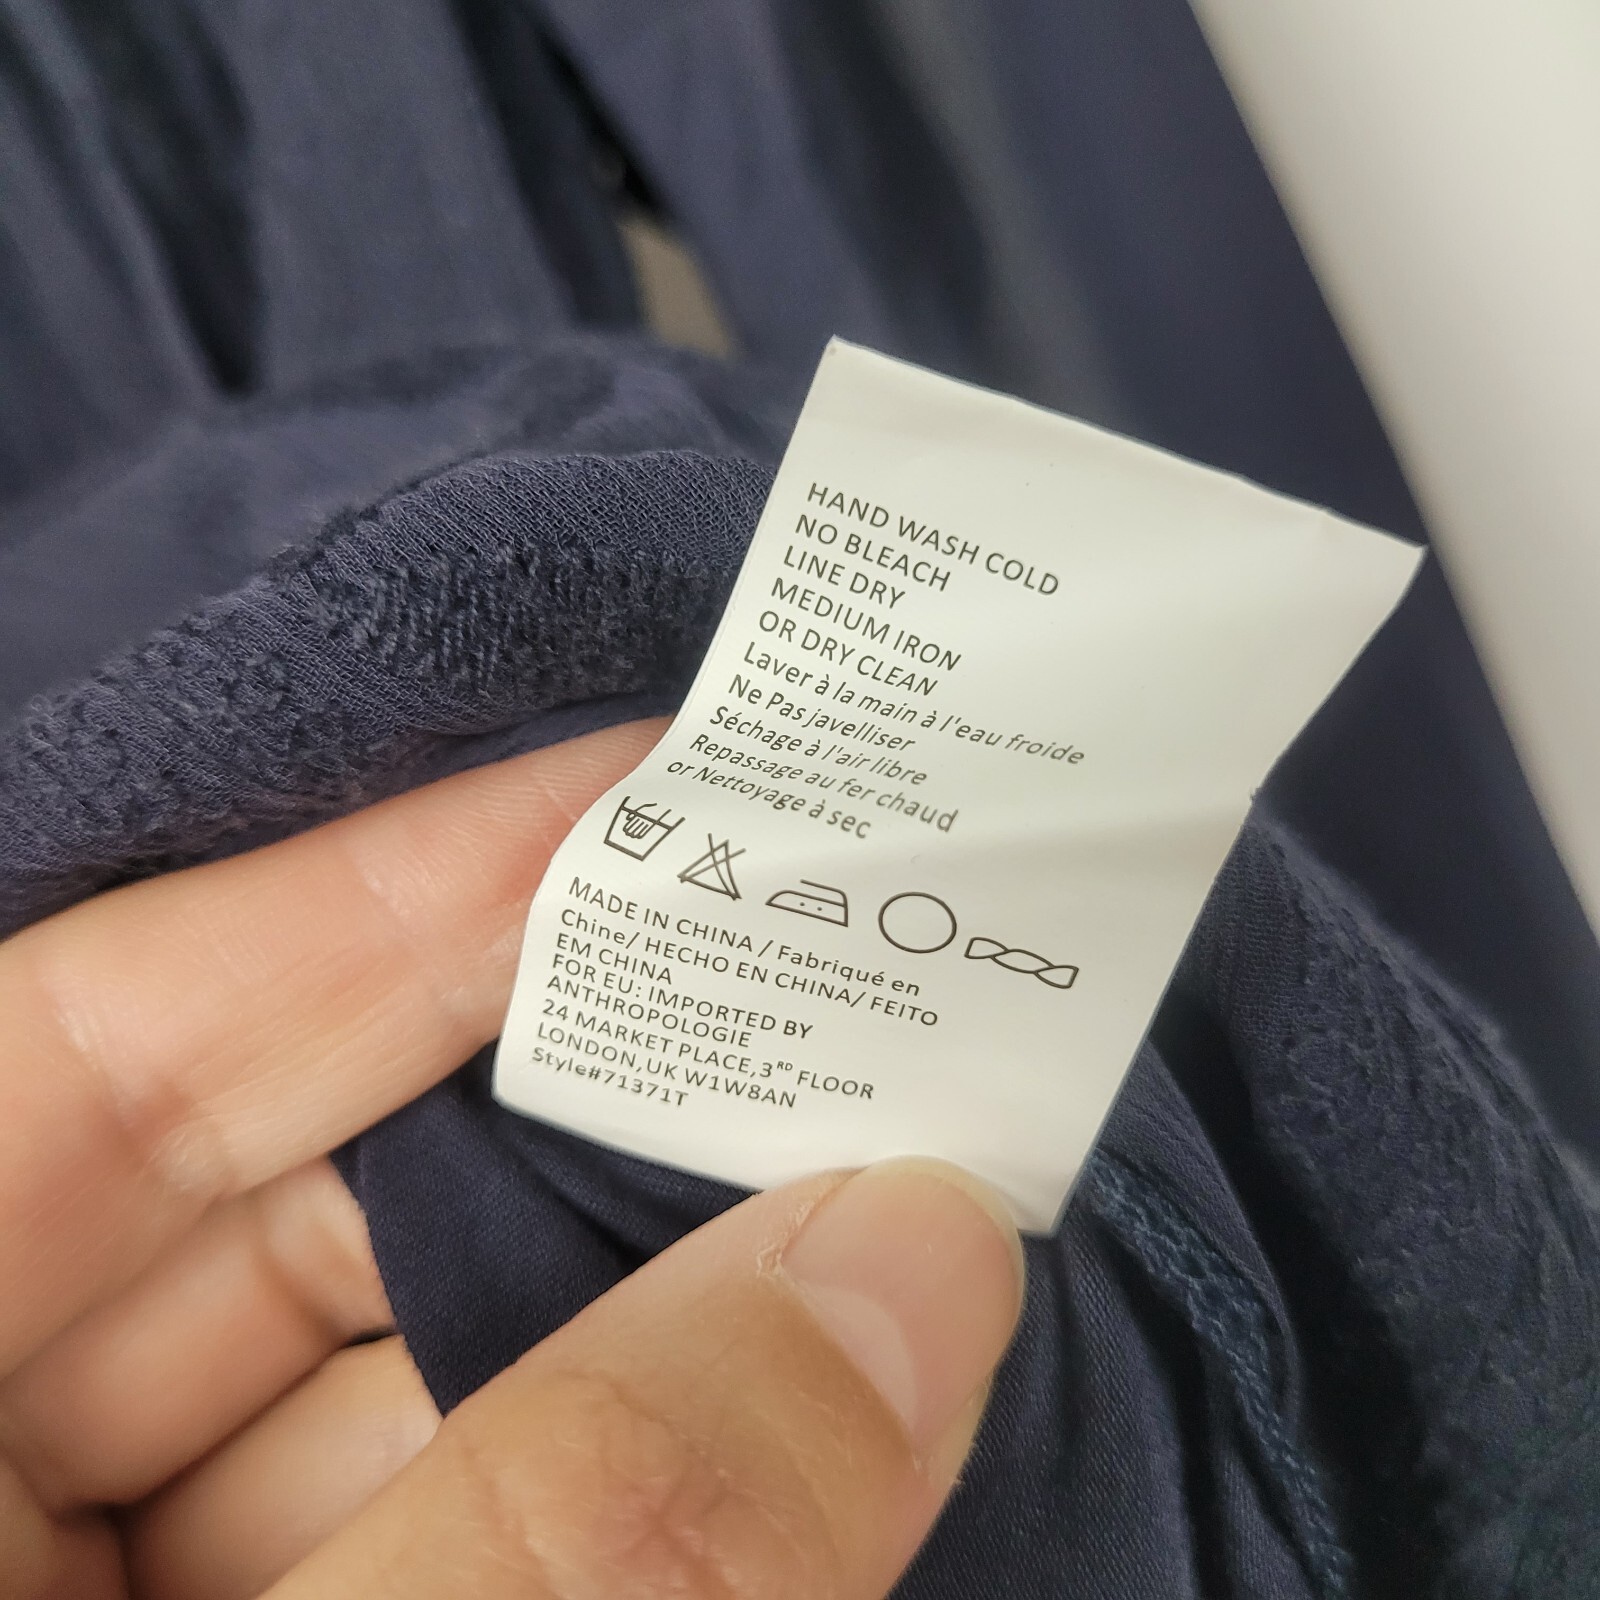 HAND WASH COLD
NO BLEACH
LINE DRY
MEDIUM IRON
OR DRY CLEAN
Laver à la main à l'eau froide
Ne Pas javelliser
Séchage à l'air libre
Repassage au fer chaud
or Nettoyage à sec
MADE IN CHINA / Fabriqué en
Chine/ HECHO EN CHINA/ FEITO
EM CHINA
FOR EU: IMPORTED BY
ANTHROPOLOGIE
24 MARKET PLACE,3RD FLOOR
LONDON,UK W1W8AN
Style#71371T